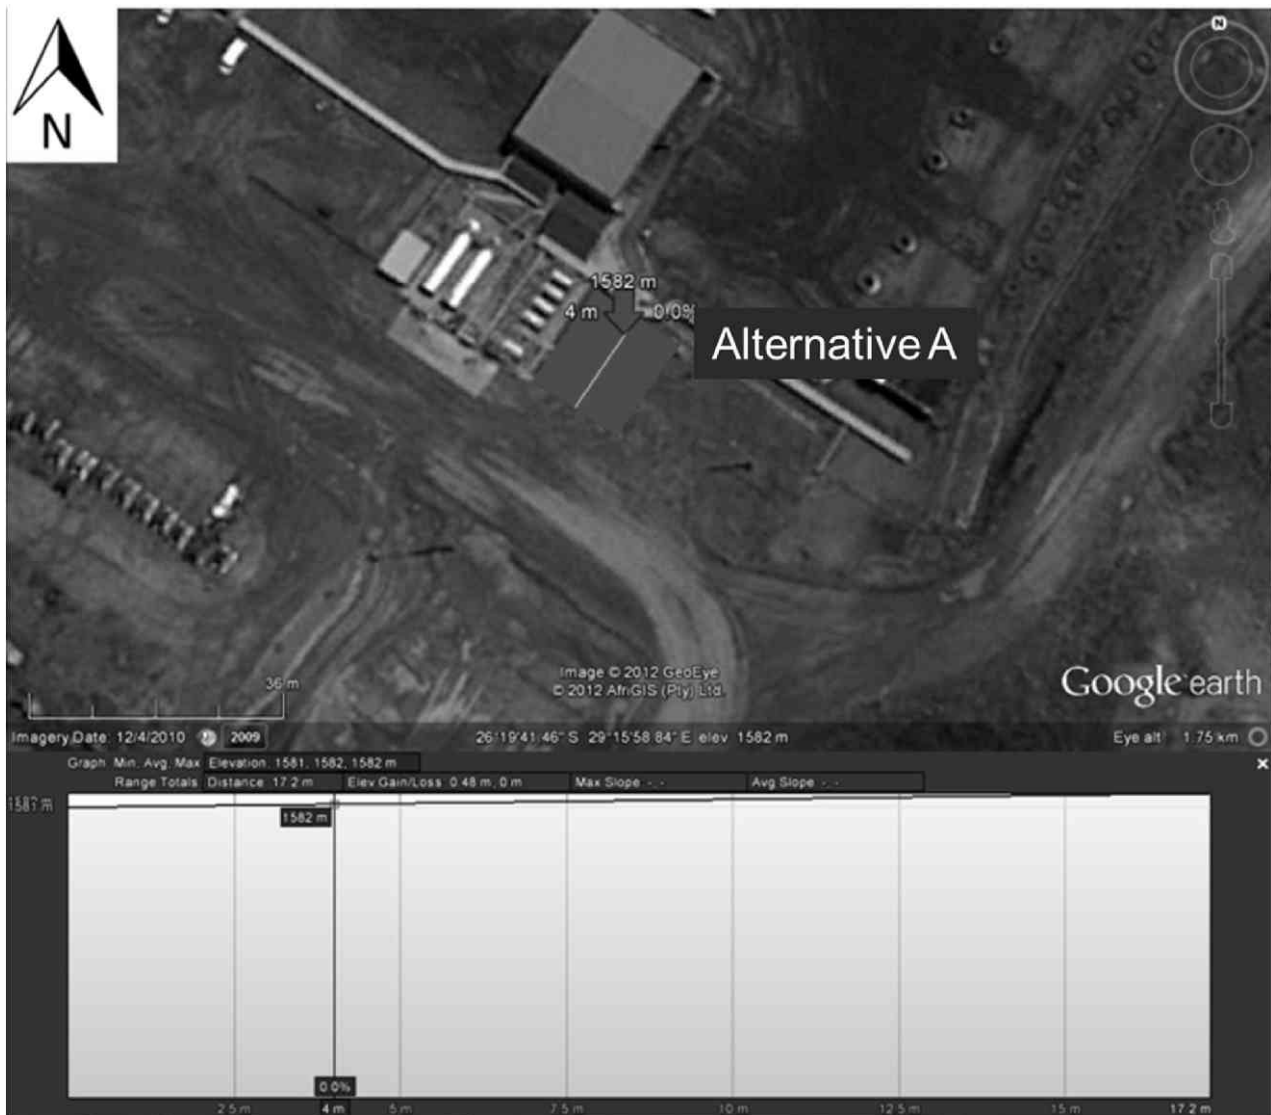 N
N
1582 m
4 m 0.0%
Alternative A
Image © 2012 GeoEye
© 2012 AfriGIS (Pty) Ltd.
36 m
Google earth
Imagery Date: 12/4/2010 2009 26°19'41.46" S 29°15'58.84" E elev 1582 m Eye alt 1.75 km
Graph: Min, Avg, Max Elevation: 1581, 1582, 1582 m
Range Totals: Distance: 17.2 m Elev Gain/Loss: 0.48 m, 0 m Max Slope: -, - Avg Slope: -, -
1581 m
1582 m
0.0%
2.5 m 4 m 5 m 7.5 m 10 m 12.5 m 15 m 17.2 m